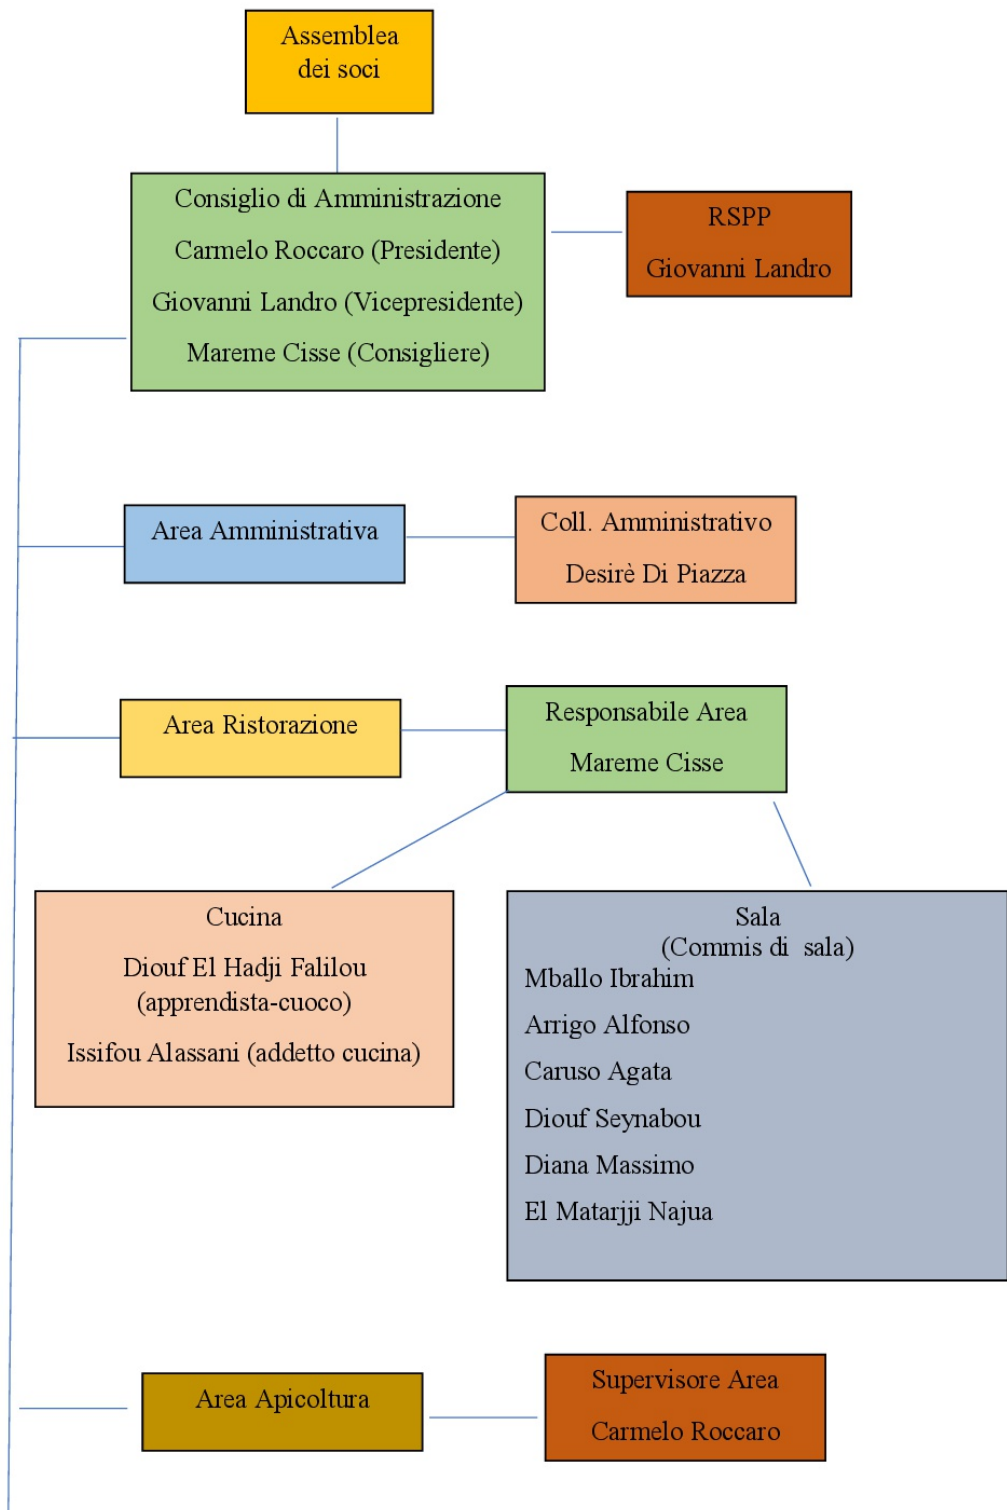 Assemblea
dei soci
Consiglio di Amministrazione
Carmelo Roccaro (Presidente)
Giovanni Landro (Vicepresidente)
Mareme Cisse (Consigliere)
RSPP
Giovanni Landro
Area Amministrativa
Coll. Amministrativo
Desirè Di Piazza
Area Ristorazione
Responsabile Area
Mareme Cisse
Cucina
Diouf El Hadji Falilou
(apprendista-cuoco)
Issifou Alassani (addetto cucina)
Sala
(Commis di sala)
Mballo Ibrahim
Arrigo Alfonso
Caruso Agata
Diouf Seynabou
Diana Massimo
El Matarjji Najua
Area Apicoltura
Supervisore Area
Carmelo Roccaro